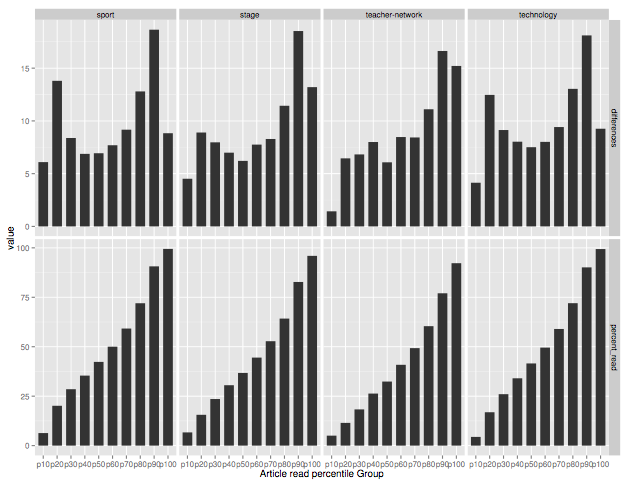 sport stage teacher-network technology
differences
0 5 10 15
value
percent_read
0 25 50 75 100
p10p20p30p40p50p60p70p80p90p100 p10p20p30p40p50p60p70p80p90p100 p10p20p30p40p50p60p70p80p90p100 p10p20p30p40p50p60p70p80p90p100
Article read percentile Group